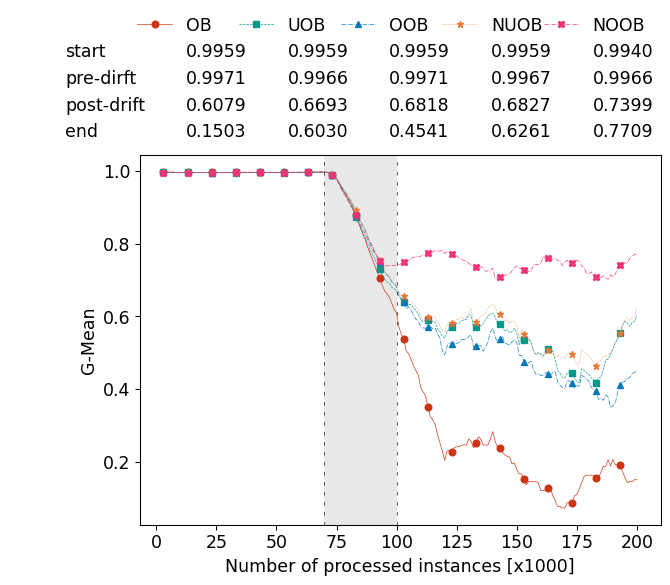 OB UOB OOB NUOB NOOB
start 0.9959 0.9959 0.9959 0.9959 0.9940
pre-dirft 0.9971 0.9966 0.9971 0.9967 0.9966
post-drift 0.6079 0.6693 0.6818 0.6827 0.7399
end 0.1503 0.6030 0.4541 0.6261 0.7709
1.0
0.8
0.6
0.4
0.2
G-Mean
0 25 50 75 100 125 150 175 200
Number of processed instances [x1000]